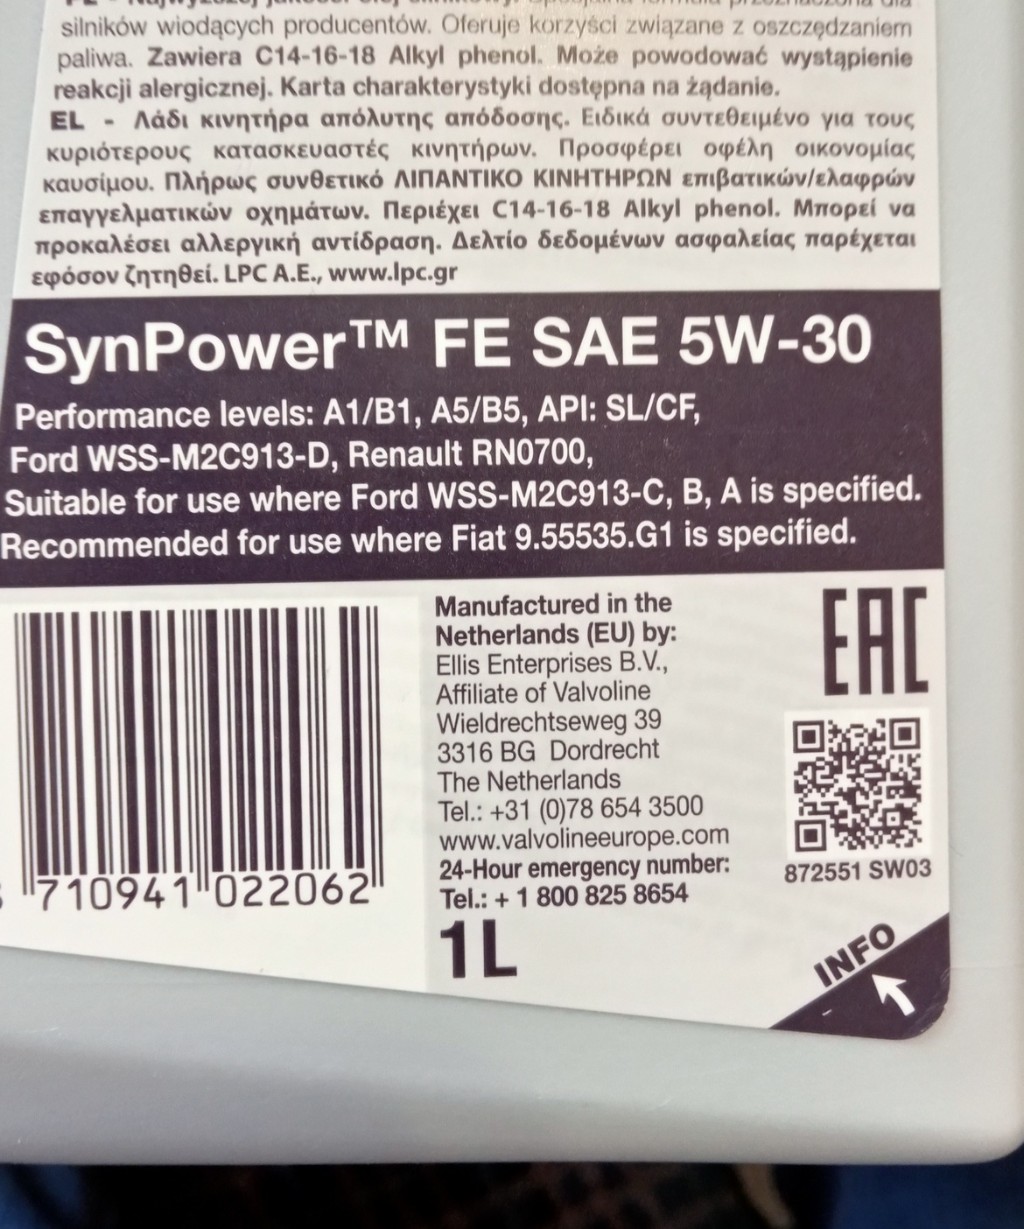 silników wiodących producentów. Oferuje korzyści związane z oszczędzaniem
paliwa. Zawiera C14-16-18 Alkyl phenol. Może powodować wystąpienie
reakcji alergicznej. Karta charakterystyki dostępna na żądanie.
EL - Λάδι κινητήρα απόλυτης απόδοσης. Ειδικά συντεθειμένο για τους
κυριότερους κατασκευαστές κινητήρων. Προσφέρει οφέλη οικονομίας
καυσίμου. Πλήρως συνθετικό ΛΙΠΑΝΤΙΚΟ ΚΙΝΗΤΗΡΩΝ επιβατικών/ελαφρών
επαγγελματικών οχημάτων. Περιέχει C14-16-18 Alkyl phenol. Μπορεί να
προκαλέσει αλλεργική αντίδραση. Δελτίο δεδομένων ασφαλείας παρέχεται
εφόσον ζητηθεί. LPC A.E., www.lpc.gr
SynPower™ FE SAE 5W-30
Performance levels: A1/B1, A5/B5, API: SL/CF,
Ford WSS-M2C913-D, Renault RN0700,
Suitable for use where Ford WSS-M2C913-C, B, A is specified.
Recommended for use where Fiat 9.55535.G1 is specified.
710941 022062
Manufactured in the
Netherlands (EU) by:
Ellis Enterprises B.V.,
Affiliate of Valvoline
Wieldrechtseweg 39
3316 BG Dordrecht
The Netherlands
Tel.: +31 (0)78 654 3500
www.valvolineeurope.com
24-Hour emergency number:
Tel.: + 1 800 825 8654
1L
EAC
872551 SW03
INFO